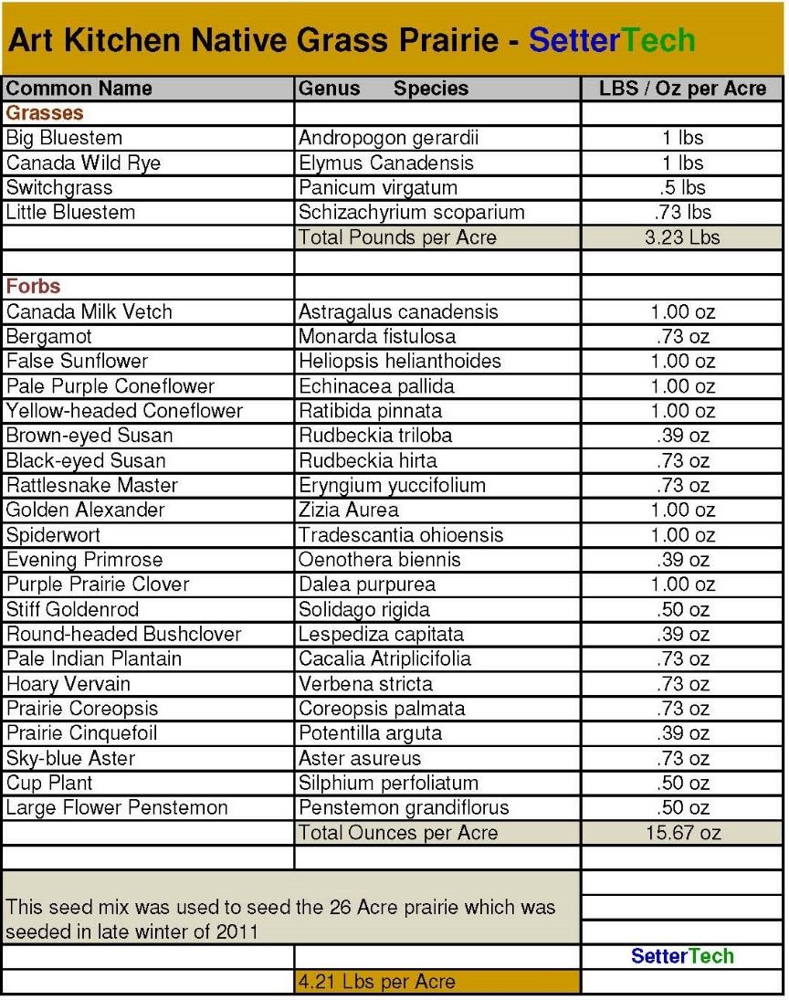 Art Kitchen Native Grass Prairie - SetterTech
Common Name Genus Species LBS / Oz per Acre
Grasses
Big Bluestem Andropogon gerardii 1 lbs
Canada Wild Rye Elymus Canadensis 1 lbs
Switchgrass Panicum virgatum .5 lbs
Little Bluestem Schizachyrium scoparium .73 lbs
Total Pounds per Acre 3.23 Lbs
Forbs
Canada Milk Vetch Astragalus canadensis 1.00 oz
Bergamot Monarda fistulosa .73 oz
False Sunflower Heliopsis helianthoides 1.00 oz
Pale Purple Coneflower Echinacea pallida 1.00 oz
Yellow-headed Coneflower Ratibida pinnata 1.00 oz
Brown-eyed Susan Rudbeckia triloba .39 oz
Black-eyed Susan Rudbeckia hirta .73 oz
Rattlesnake Master Eryngium yuccifolium .73 oz
Golden Alexander Zizia Aurea 1.00 oz
Spiderwort Tradescantia ohioensis 1.00 oz
Evening Primrose Oenothera biennis .39 oz
Purple Prairie Clover Dalea purpurea 1.00 oz
Stiff Goldenrod Solidago rigida .50 oz
Round-headed Bushclover Lespediza capitata .39 oz
Pale Indian Plantain Cacalia Atriplicifolia .73 oz
Hoary Vervain Verbena stricta .73 oz
Prairie Coreopsis Coreopsis palmata .73 oz
Prairie Cinquefoil Potentilla arguta .39 oz
Sky-blue Aster Aster asureus .73 oz
Cup Plant Silphium perfoliatum .50 oz
Large Flower Penstemon Penstemon grandiflorus .50 oz
Total Ounces per Acre 15.67 oz
This seed mix was used to seed the 26 Acre prairie which was
seeded in late winter of 2011
SetterTech
4.21 Lbs per Acre